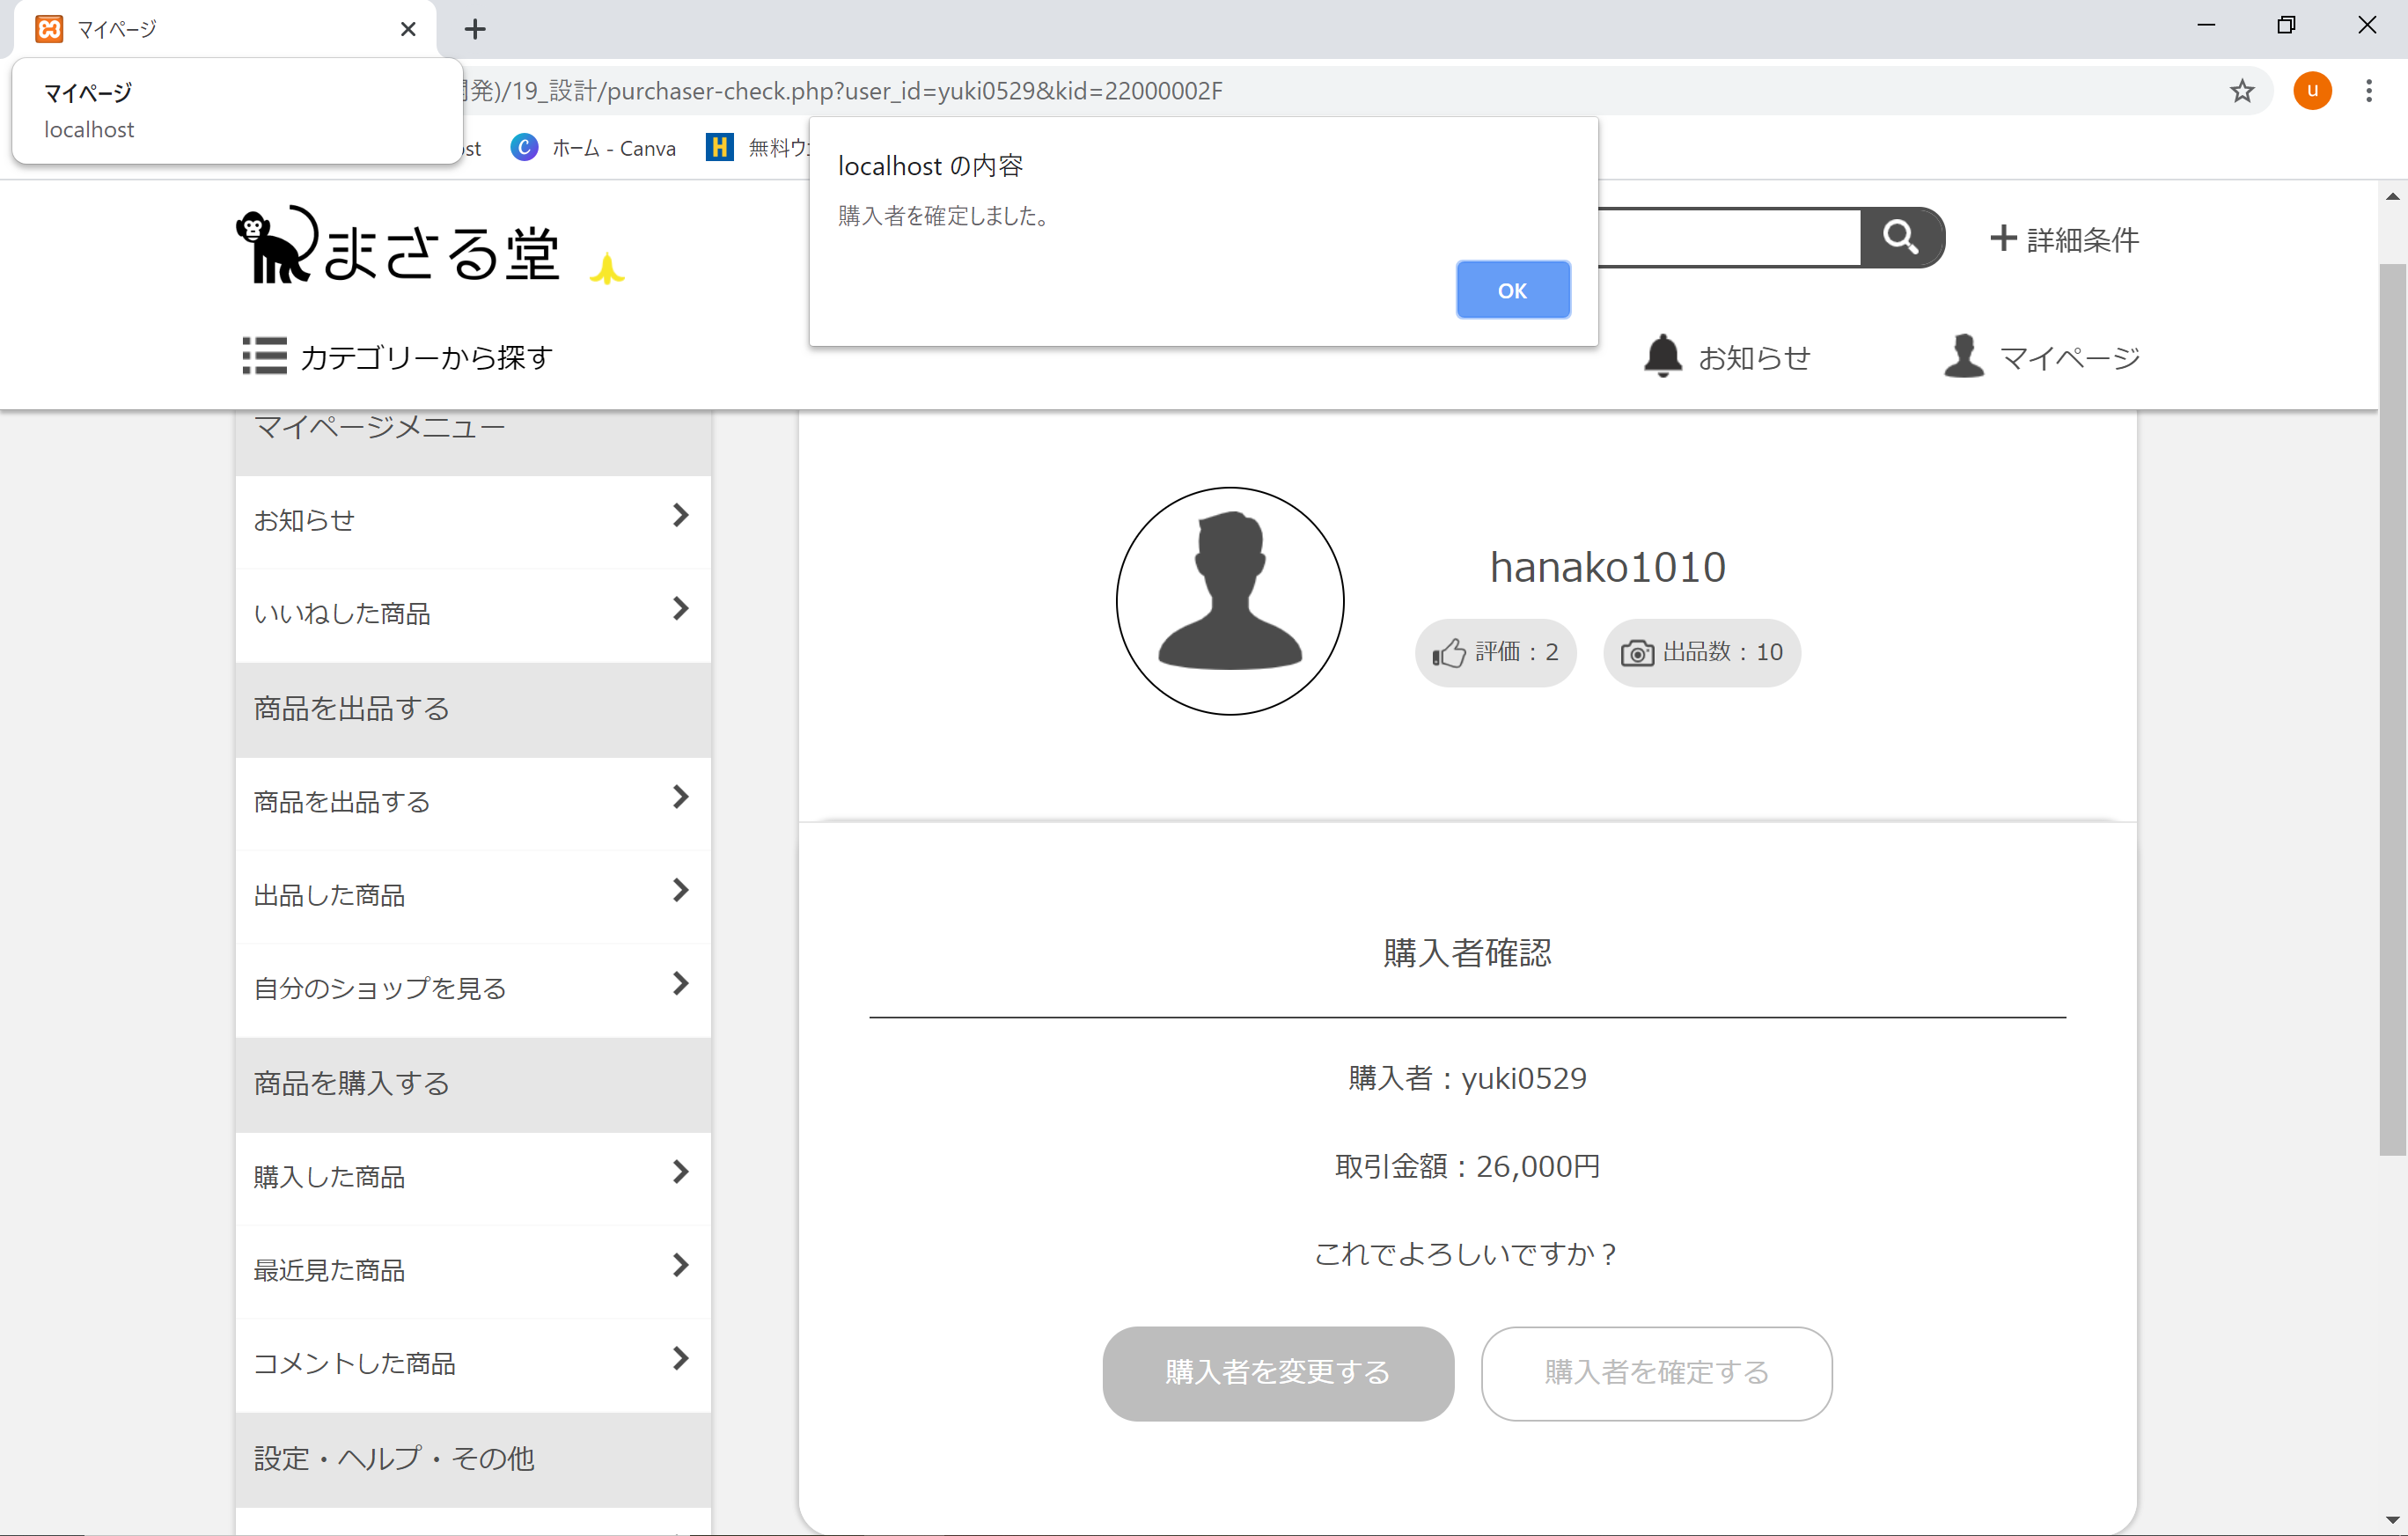 マイページ
マイページ
localhost
発)/19_設計/purchaser-check.php?user_id=yuki0529&kid=22000002F
u
st
ホーム - Canva
無料ウ
localhost の内容
購入者を確定しました。
OK
まさる堂
詳細条件
カテゴリーから探す
お知らせ
マイページ
マイページメニュー
お知らせ
いいねした商品
商品を出品する
商品を出品する
出品した商品
自分のショップを見る
商品を購入する
購入した商品
最近見た商品
コメントした商品
設定・ヘルプ・その他
hanako1010
評価：2
出品数：10
購入者確認
購入者：yuki0529
取引金額：26,000円
これでよろしいですか？
購入者を変更する
購入者を確定する